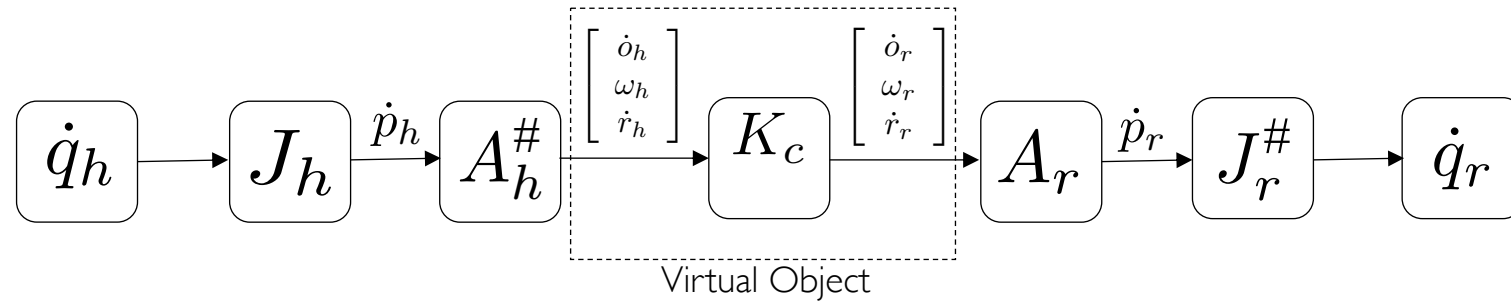 q̇_h
J_h
ṗ_h
A_h^#
[ ȯ_h
ω_h
ṙ_h ]
K_c
[ ȯ_r
ω_r
ṙ_r ]
A_r
ṗ_r
J_r^#
q̇_r
Virtual Object